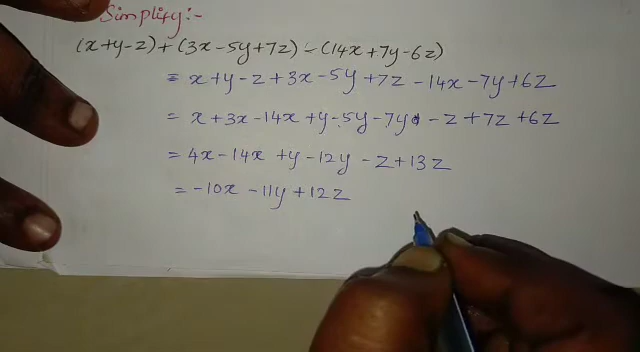 Simplify:-
(x+y-z)+(3x-5y+7z)-(14x+7y-6z)
= x+y-z+3x-5y+7z-14x-7y+6z
= x+3x-14x+y-5y-7y-z+7z+6z
= 4x-14x+y-12y-z+13z
= -10x-11y+12z